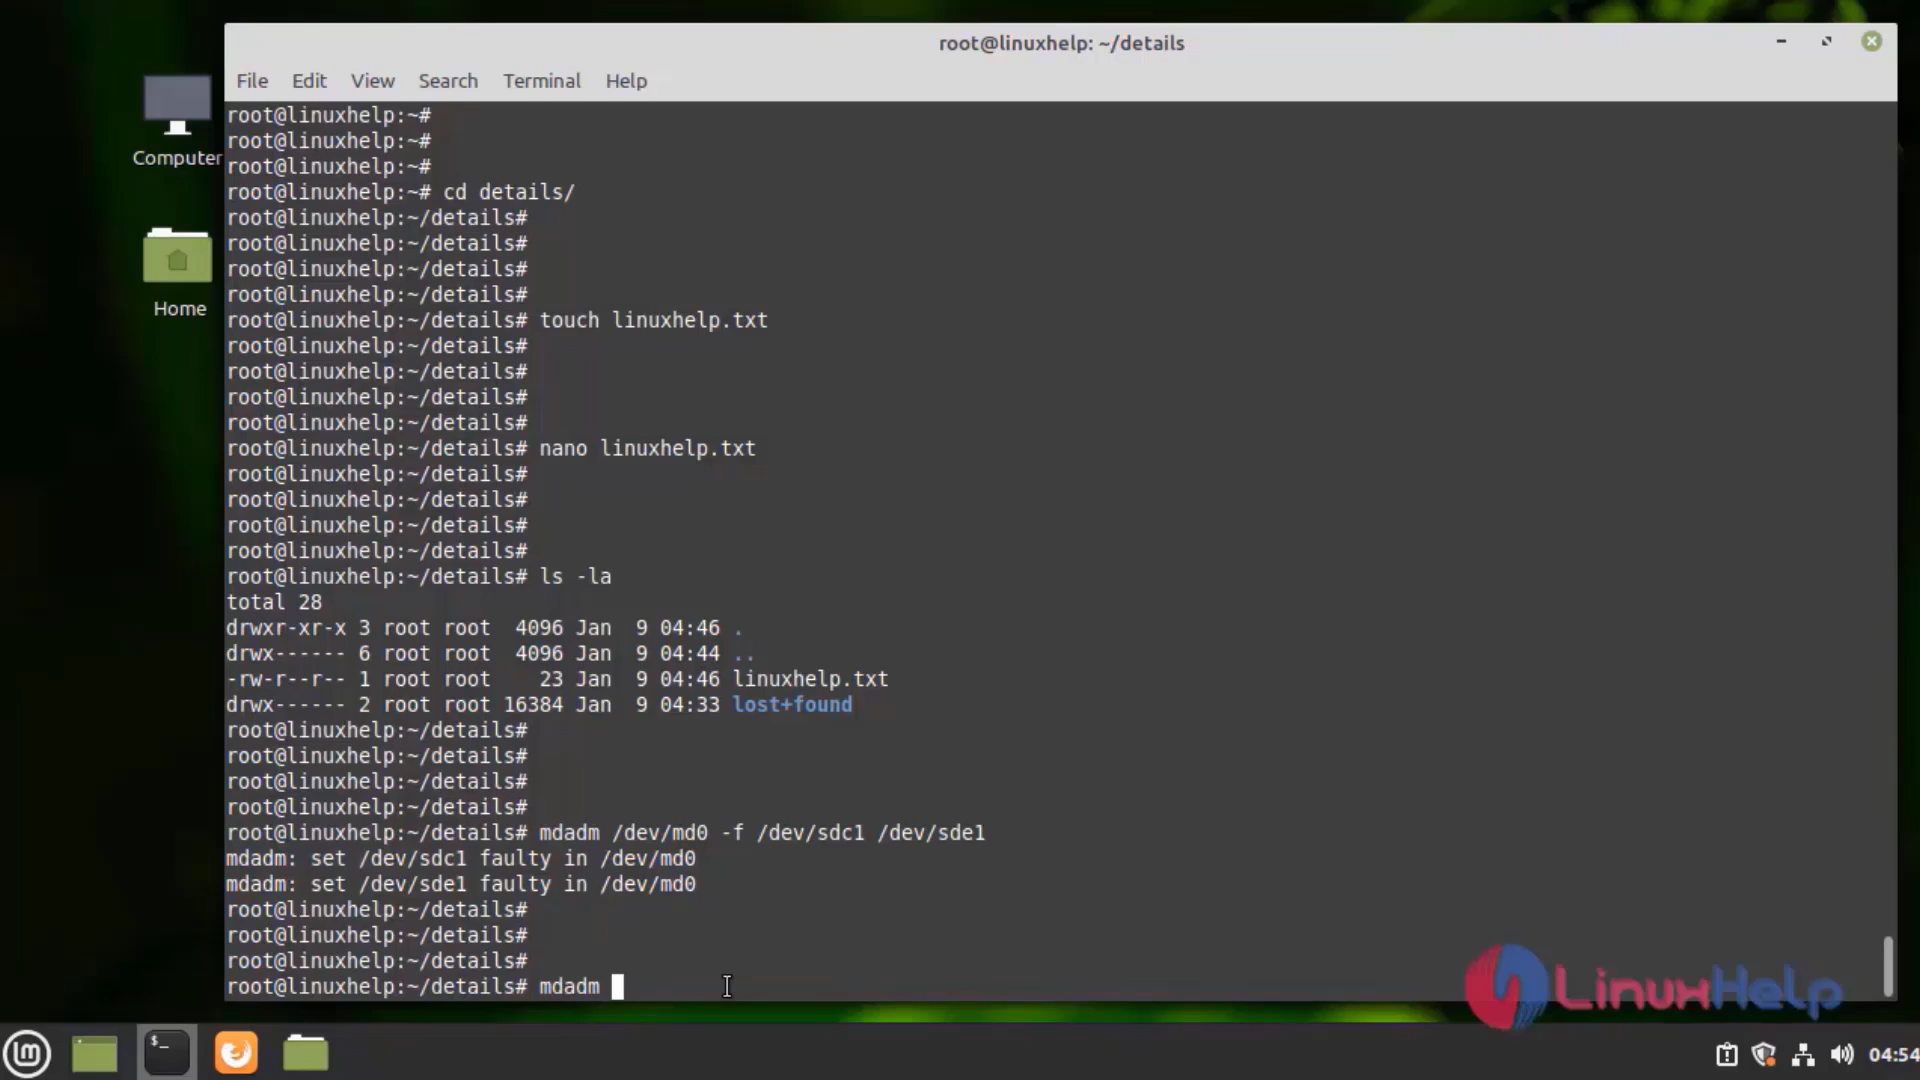 root@linuxhelp: ~/details
File Edit View Search Terminal Help
root@linuxhelp:~#
root@linuxhelp:~#
root@linuxhelp:~#
root@linuxhelp:~# cd details/
root@linuxhelp:~/details#
root@linuxhelp:~/details#
root@linuxhelp:~/details#
root@linuxhelp:~/details#
root@linuxhelp:~/details# touch linuxhelp.txt
root@linuxhelp:~/details#
root@linuxhelp:~/details#
root@linuxhelp:~/details#
root@linuxhelp:~/details#
root@linuxhelp:~/details# nano linuxhelp.txt
root@linuxhelp:~/details#
root@linuxhelp:~/details#
root@linuxhelp:~/details#
root@linuxhelp:~/details#
root@linuxhelp:~/details# ls -la
total 28
drwxr-xr-x 3 root root  4096 Jan  9 04:46 .
drwx------ 6 root root  4096 Jan  9 04:44 ..
-rw-r--r-- 1 root root    23 Jan  9 04:46 linuxhelp.txt
drwx------ 2 root root 16384 Jan  9 04:33 lost+found
root@linuxhelp:~/details#
root@linuxhelp:~/details#
root@linuxhelp:~/details#
root@linuxhelp:~/details#
root@linuxhelp:~/details# mdadm /dev/md0 -f /dev/sdc1 /dev/sde1
mdadm: set /dev/sdc1 faulty in /dev/md0
mdadm: set /dev/sde1 faulty in /dev/md0
root@linuxhelp:~/details#
root@linuxhelp:~/details#
root@linuxhelp:~/details#
root@linuxhelp:~/details# mdadm
Computer
Home
LinuxHelp
$_
04:54